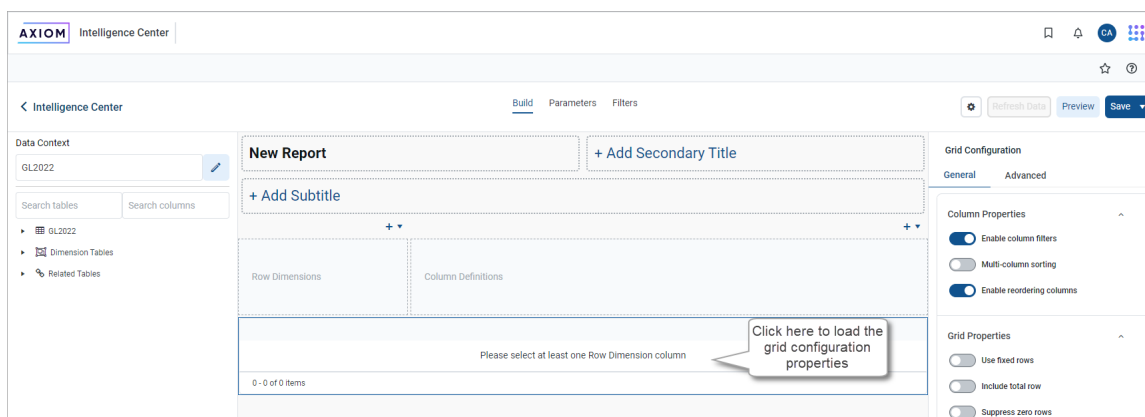 AXIOM Intelligence Center
CA
Intelligence Center
Build Parameters Filters
Refresh Data Preview Save
Data Context
GL2022
Search tables Search columns
GL2022
Dimension Tables
Related Tables
New Report
+ Add Secondary Title
+ Add Subtitle
+ +
Row Dimensions Column Definitions
Please select at least one Row Dimension column
0 - 0 of 0 items
Click here to load the
grid configuration
properties
Grid Configuration
General Advanced
Column Properties
Enable column filters
Multi-column sorting
Enable reordering columns
Grid Properties
Use fixed rows
Include total row
Suppress zero rows